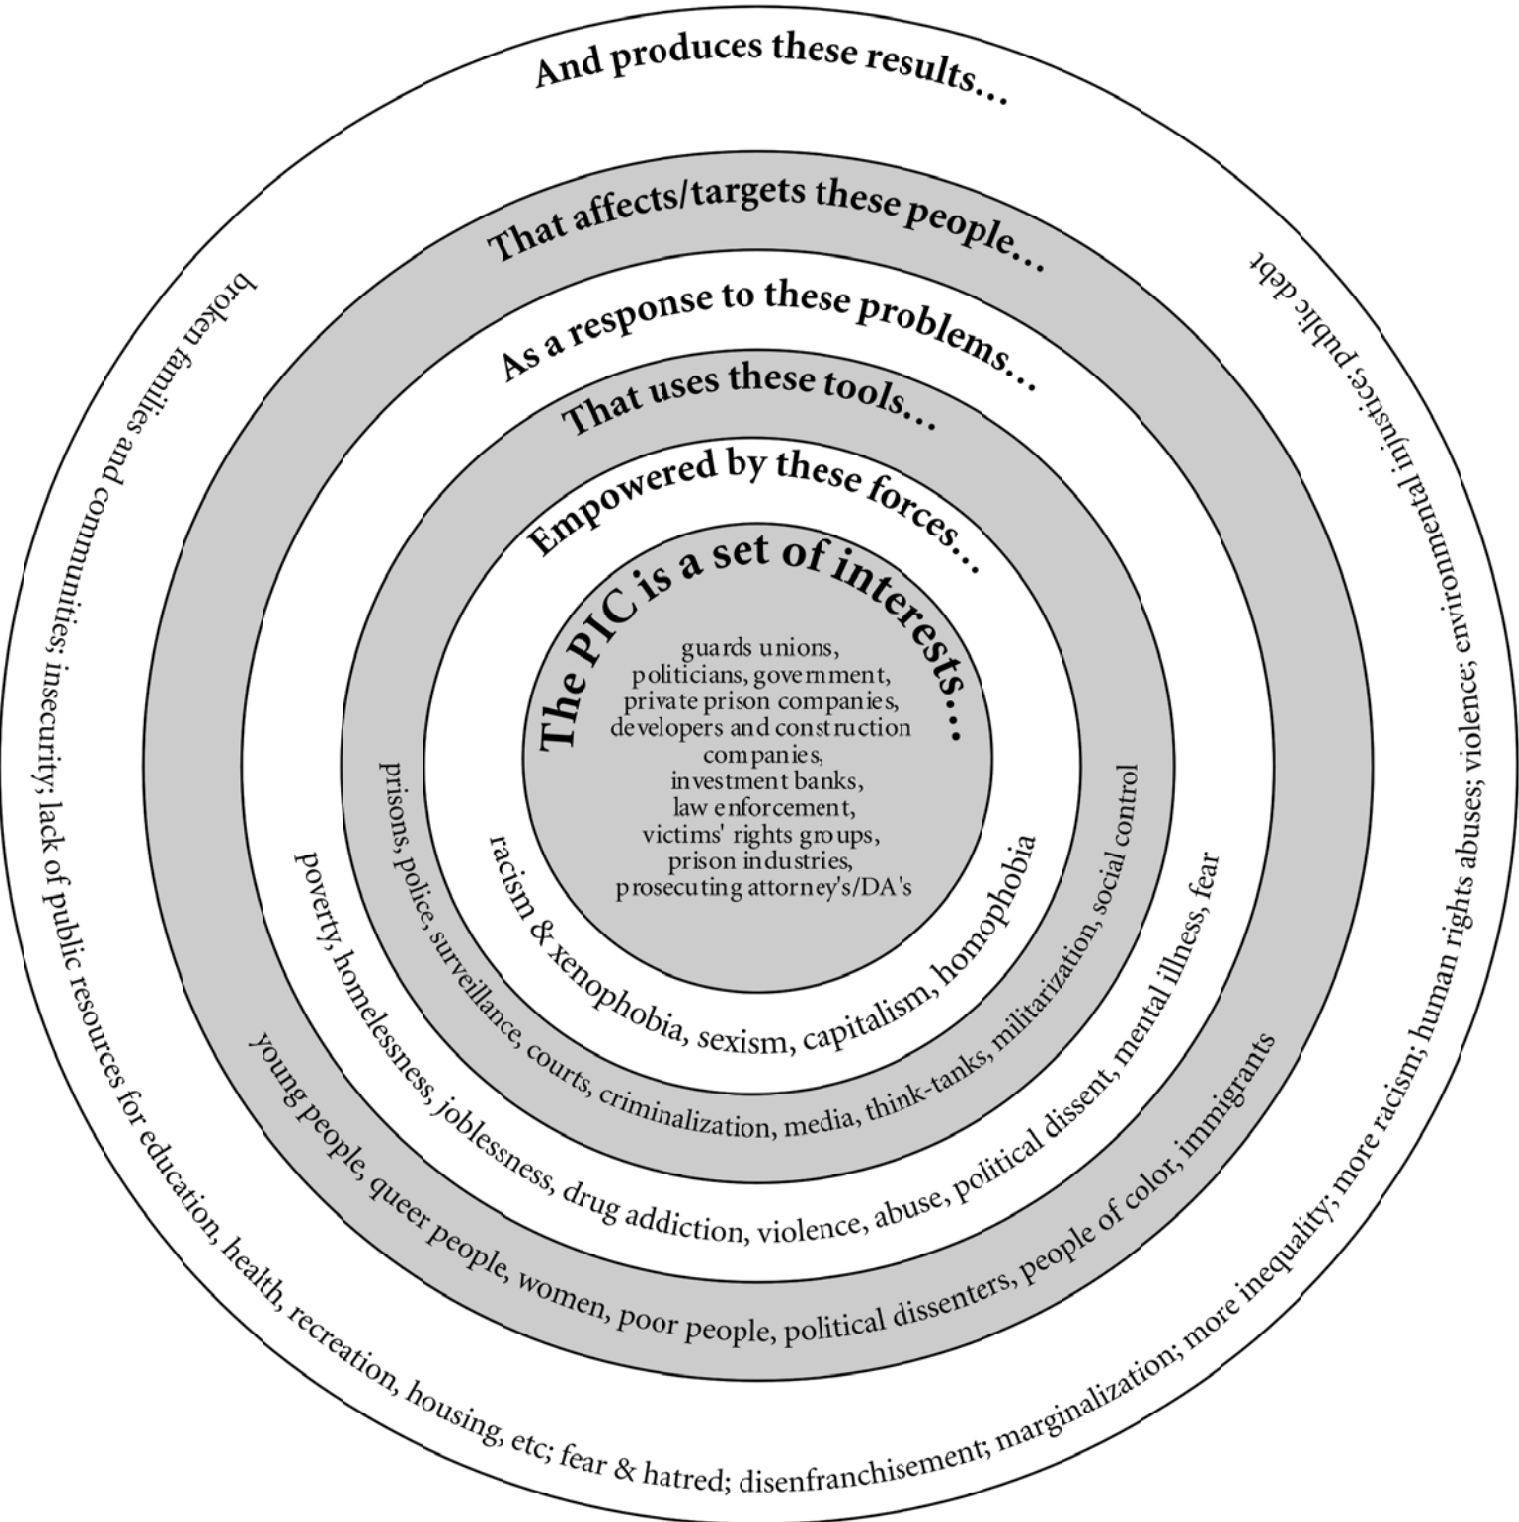 And produces these results...
broken families and communities; insecurity; lack of public resources for education, health, recreation, housing, etc; fear & hatred; disenfranchisement; marginalization; more inequality; more racism; human rights abuses; violence; environmental injustice; public debt
That affects/targets these people...
young people, queer people, women, poor people, political dissenters, people of color, immigrants
As a response to these problems...
poverty, homelessness, joblessness, drug addiction, violence, abuse, political dissent, mental illness, fear
That uses these tools...
prisons, police, surveillance, courts, criminalization, media, think-tanks, militarization, social control
Empowered by these forces...
racism & xenophobia, sexism, capitalism, homophobia
The PIC is a set of interests...
guards unions,
politicians, government,
private prison companies,
developers and construction
companies,
investment banks,
law enforcement,
victims' rights groups,
prison industries,
prosecuting attorney's/DA's